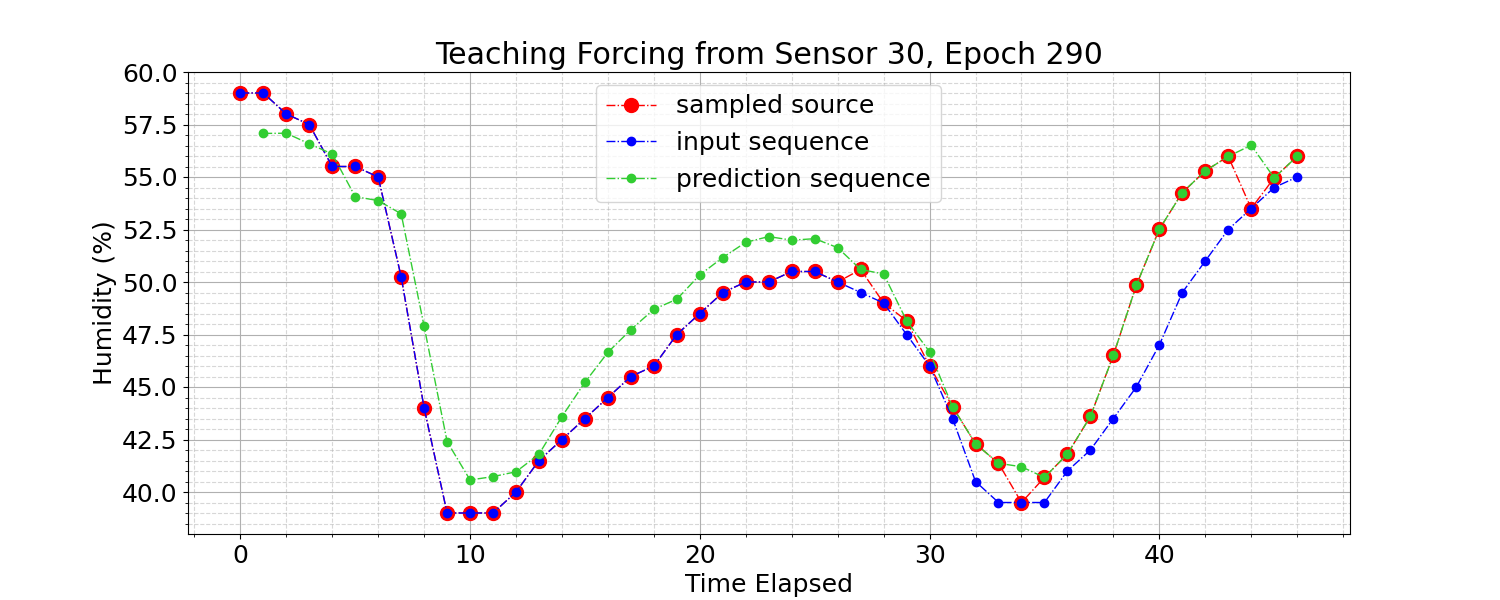 Teaching Forcing from Sensor 30, Epoch 290
60.0
57.5
55.0
52.5
50.0
47.5
45.0
42.5
40.0
Humidity (%)
sampled source
input sequence
prediction sequence
0 10 20 30 40
Time Elapsed